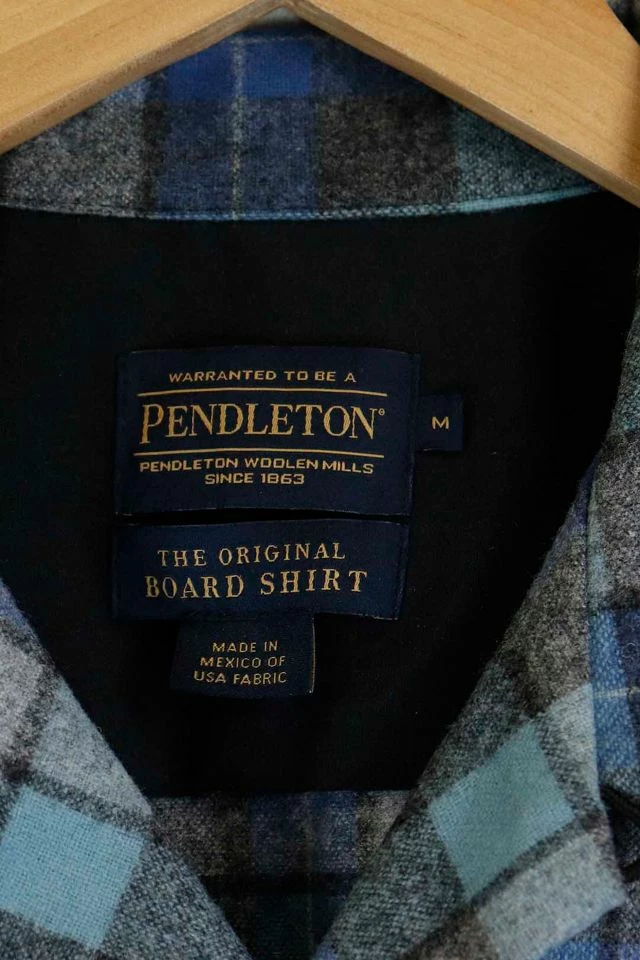 WARRANTED TO BE A
PENDLETON®
M
PENDLETON WOOLEN MILLS
SINCE 1863
THE ORIGINAL
BOARD SHIRT
MADE IN
MEXICO OF
USA FABRIC